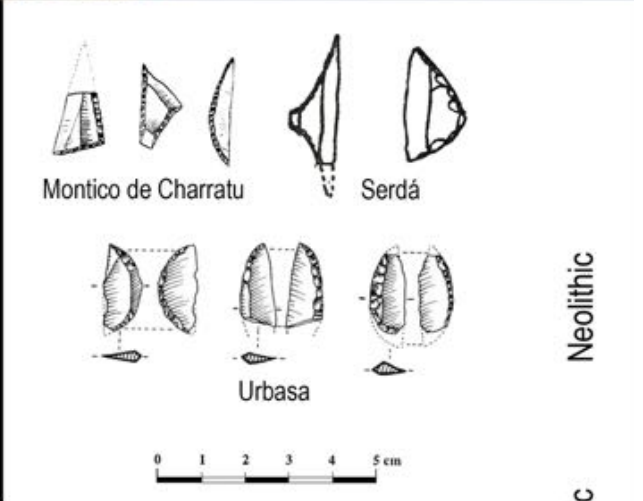 Montico de Charratu
Serdá
Urbasa
Neolithic
0 1 2 3 4 5 cm
c